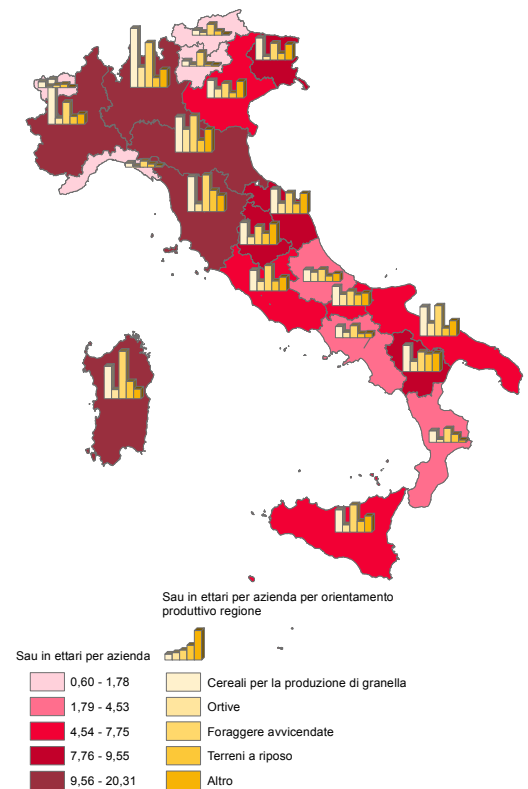 Sau in ettari per azienda per orientamento
produttivo regione
Sau in ettari per azienda
0,60 - 1,78
1,79 - 4,53
4,54 - 7,75
7,76 - 9,55
9,56 - 20,31
Cereali per la produzione di granella
Ortive
Foraggere avvicendate
Terreni a riposo
Altro